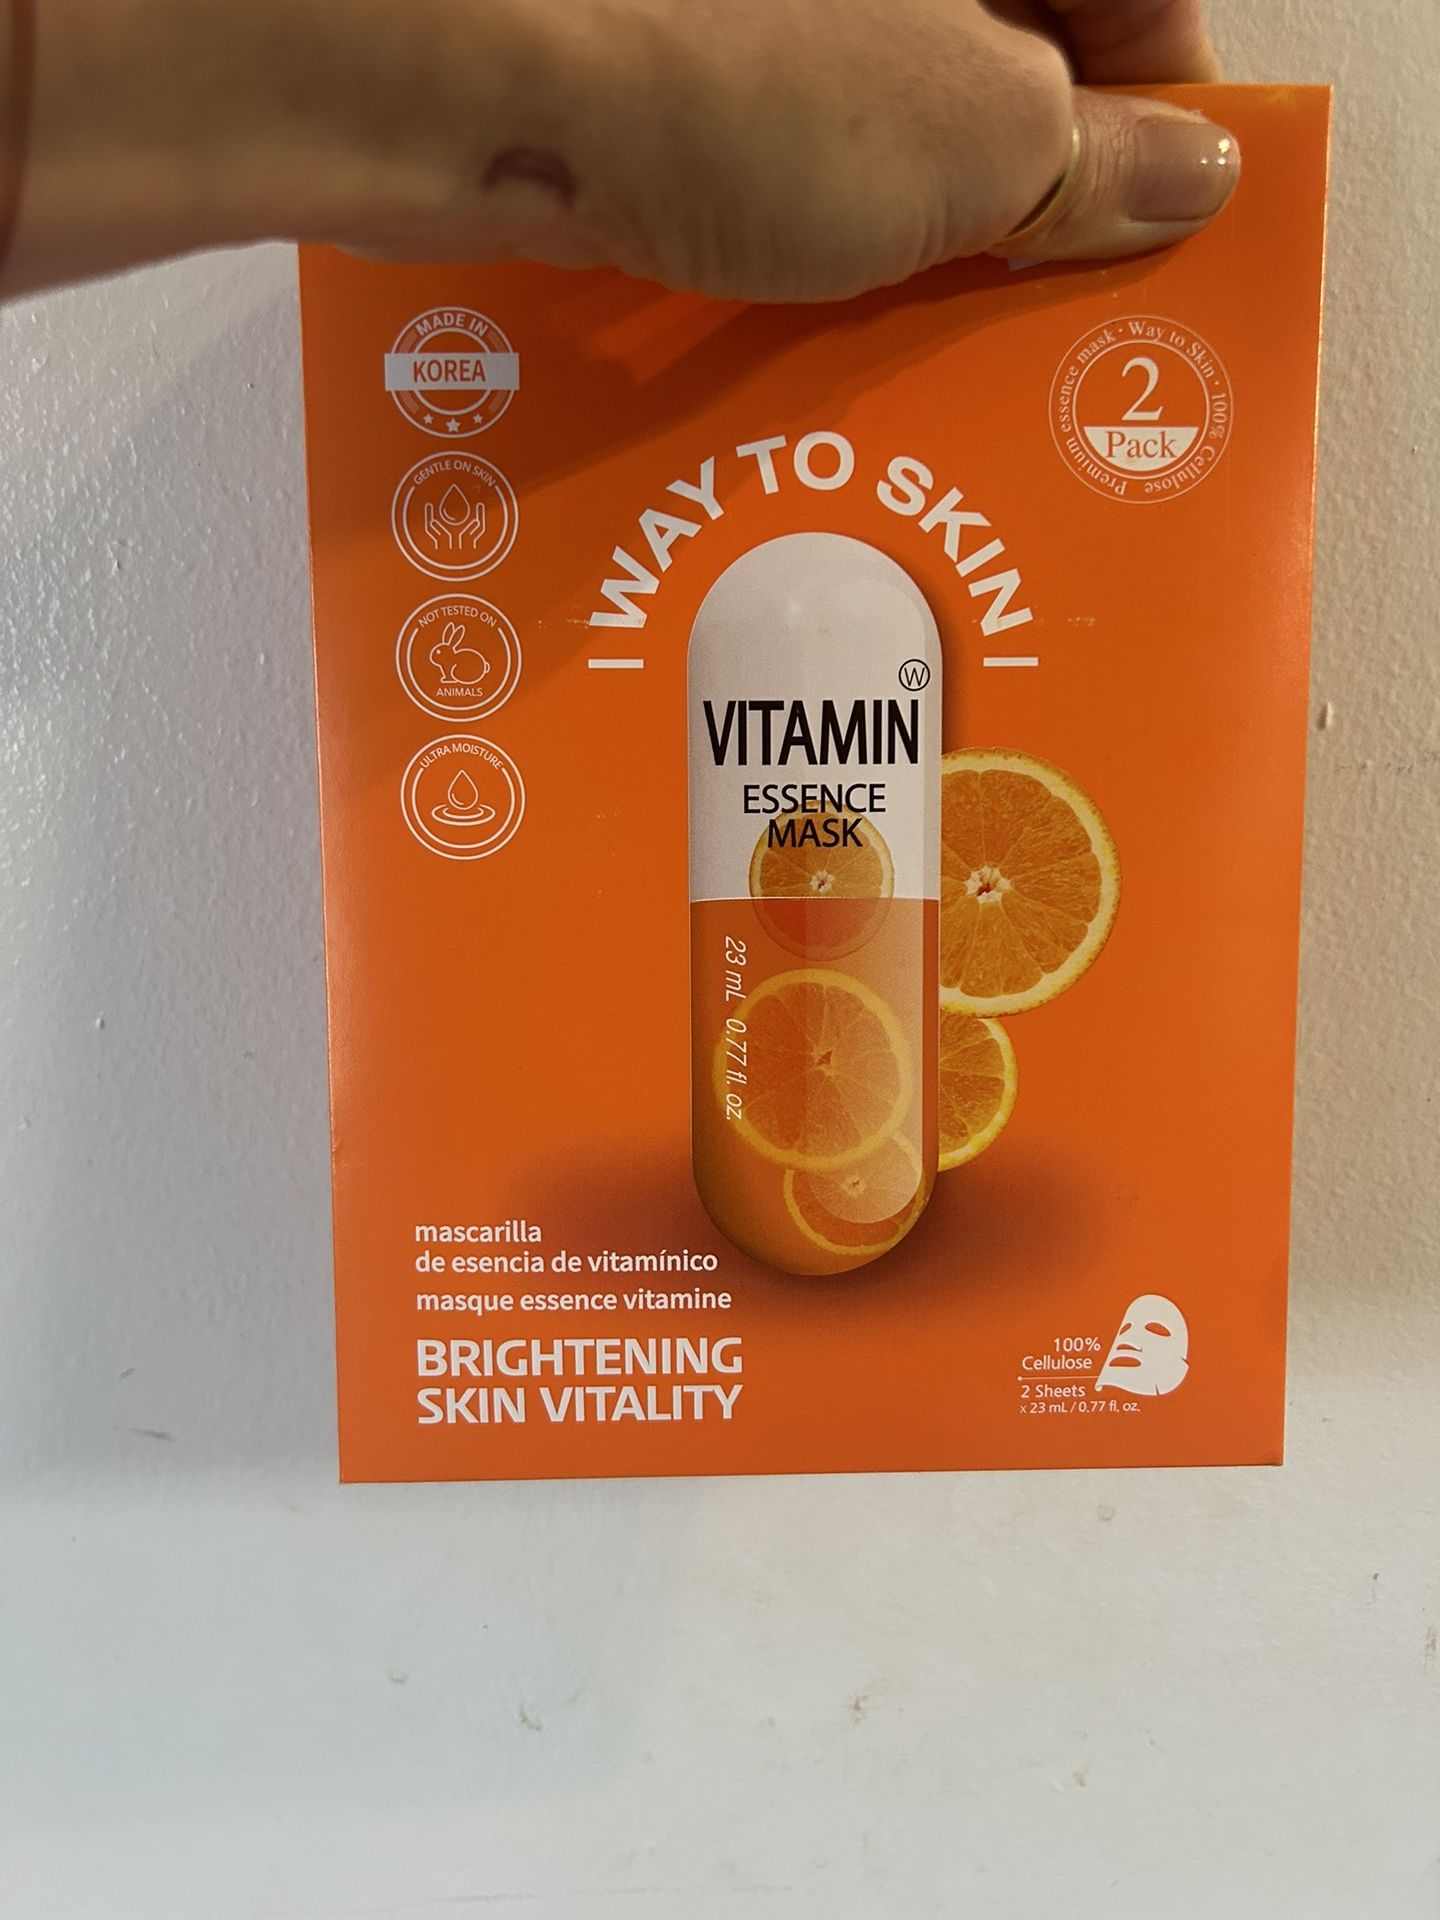 MADE IN
KOREA
GENTLE ON SKIN
NOT TESTED ON
ANIMALS
ULTRA MOISTURE
Premium essence mask · Way to Skin · 100% Cellulose
2
Pack
WAY TO SKIN
W
VITAMIN
ESSENCE
MASK
23 mL 0.77 fl. oz.
mascarilla
de esencia de vitamínico
masque essence vitamine
BRIGHTENING
SKIN VITALITY
100%
Cellulose
2 Sheets
x 23 mL / 0.77 fl. oz.